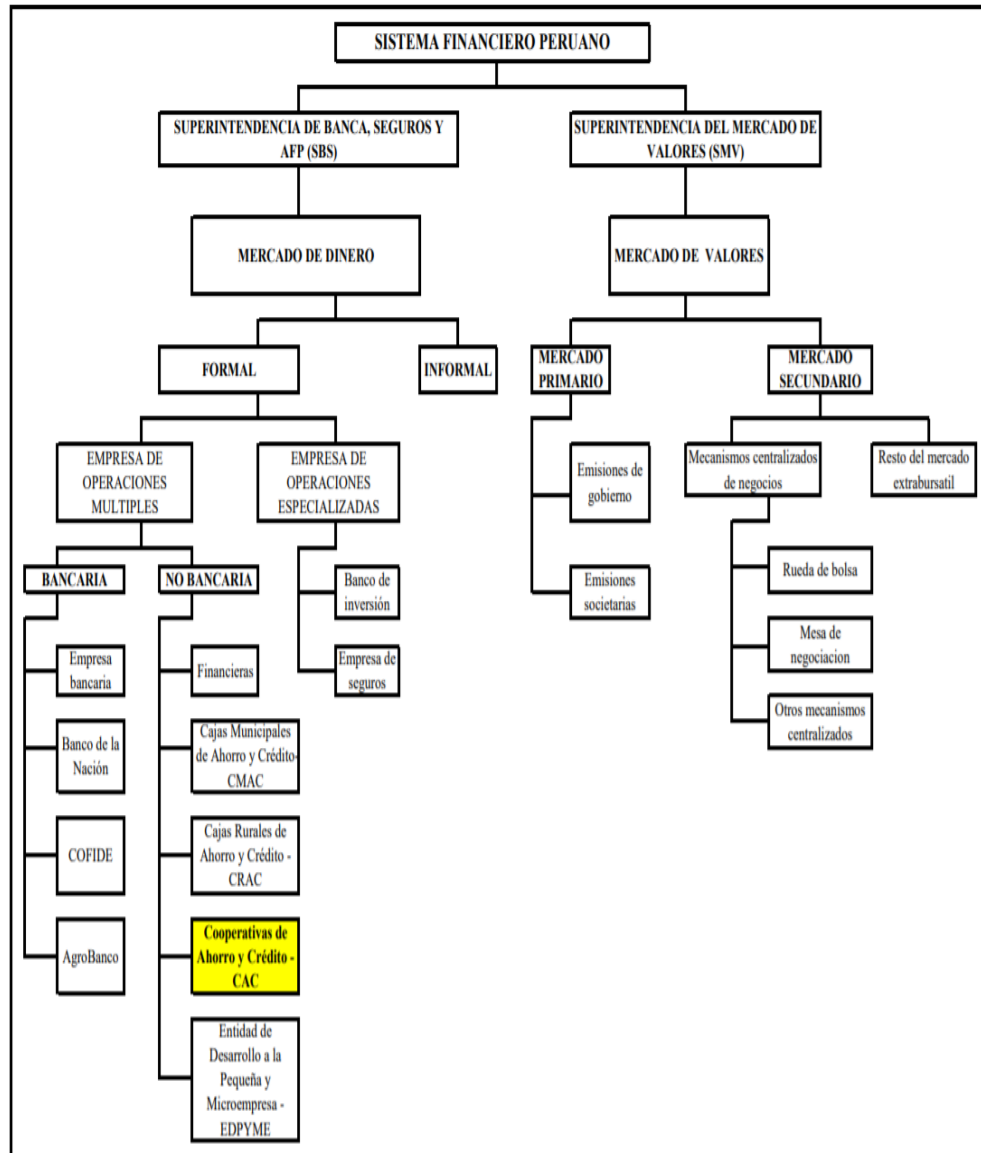 SISTEMA FINANCIERO PERUANO
SUPERINTENDENCIA DE BANCA, SEGUROS Y
AFP (SBS)
SUPERINTENDENCIA DEL MERCADO DE
VALORES (SMV)
MERCADO DE DINERO
MERCADO DE VALORES
FORMAL
INFORMAL
MERCADO
PRIMARIO
MERCADO
SECUNDARIO
EMPRESA DE
OPERACIONES
MULTIPLES
EMPRESA DE
OPERACIONES
ESPECIALIZADAS
Emisiones de
gobierno
Emisiones
societarias
Mecanismos centralizados
de negocios
Resto del mercado
extrabursatil
Rueda de bolsa
Mesa de
negociacion
Otros mecanismos
centralizados
BANCARIA
NO BANCARIA
Banco de
inversión
Empresa de
seguros
Empresa
bancaria
Banco de la
Nación
COFIDE
AgroBanco
Financieras
Cajas Municipales
de Ahorro y Crédito-
CMAC
Cajas Rurales de
Ahorro y Crédito -
CRAC
Cooperativas de
Ahorro y Crédito -
CAC
Entidad de
Desarrollo a la
Pequeña y
Microempresa -
EDPYME